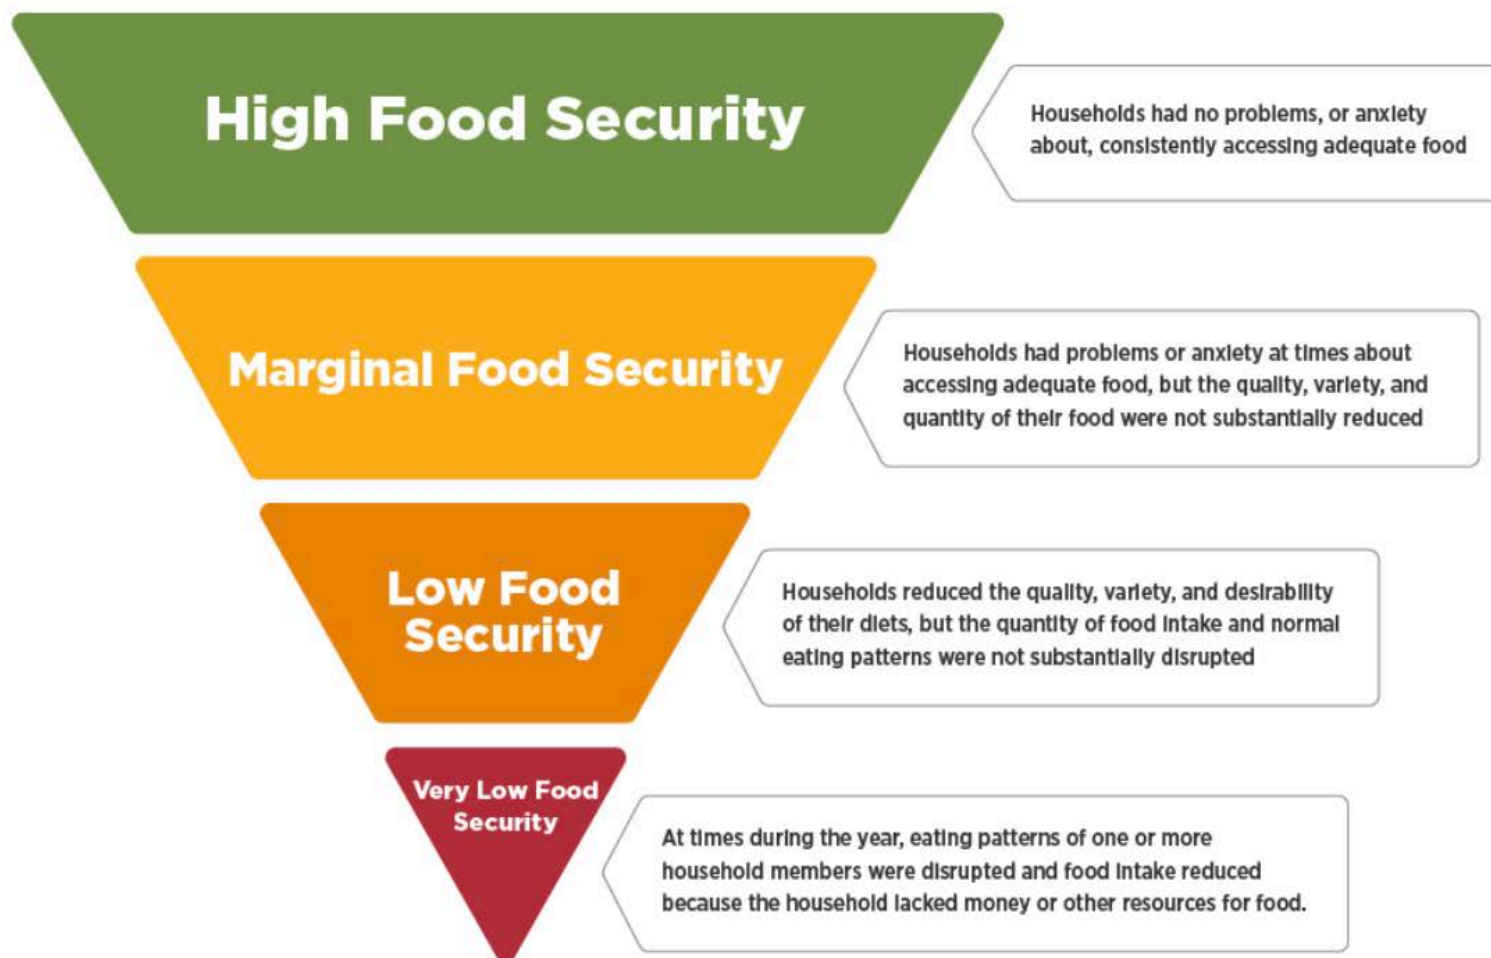 High Food Security
Households had no problems, or anxiety
about, consistently accessing adequate food
Marginal Food Security
Households had problems or anxiety at times about
accessing adequate food, but the quality, variety, and
quantity of their food were not substantially reduced
Low Food
Security
Households reduced the quality, variety, and desirability
of their diets, but the quantity of food intake and normal
eating patterns were not substantially disrupted
Very Low Food
Security
At times during the year, eating patterns of one or more
household members were disrupted and food intake reduced
because the household lacked money or other resources for food.